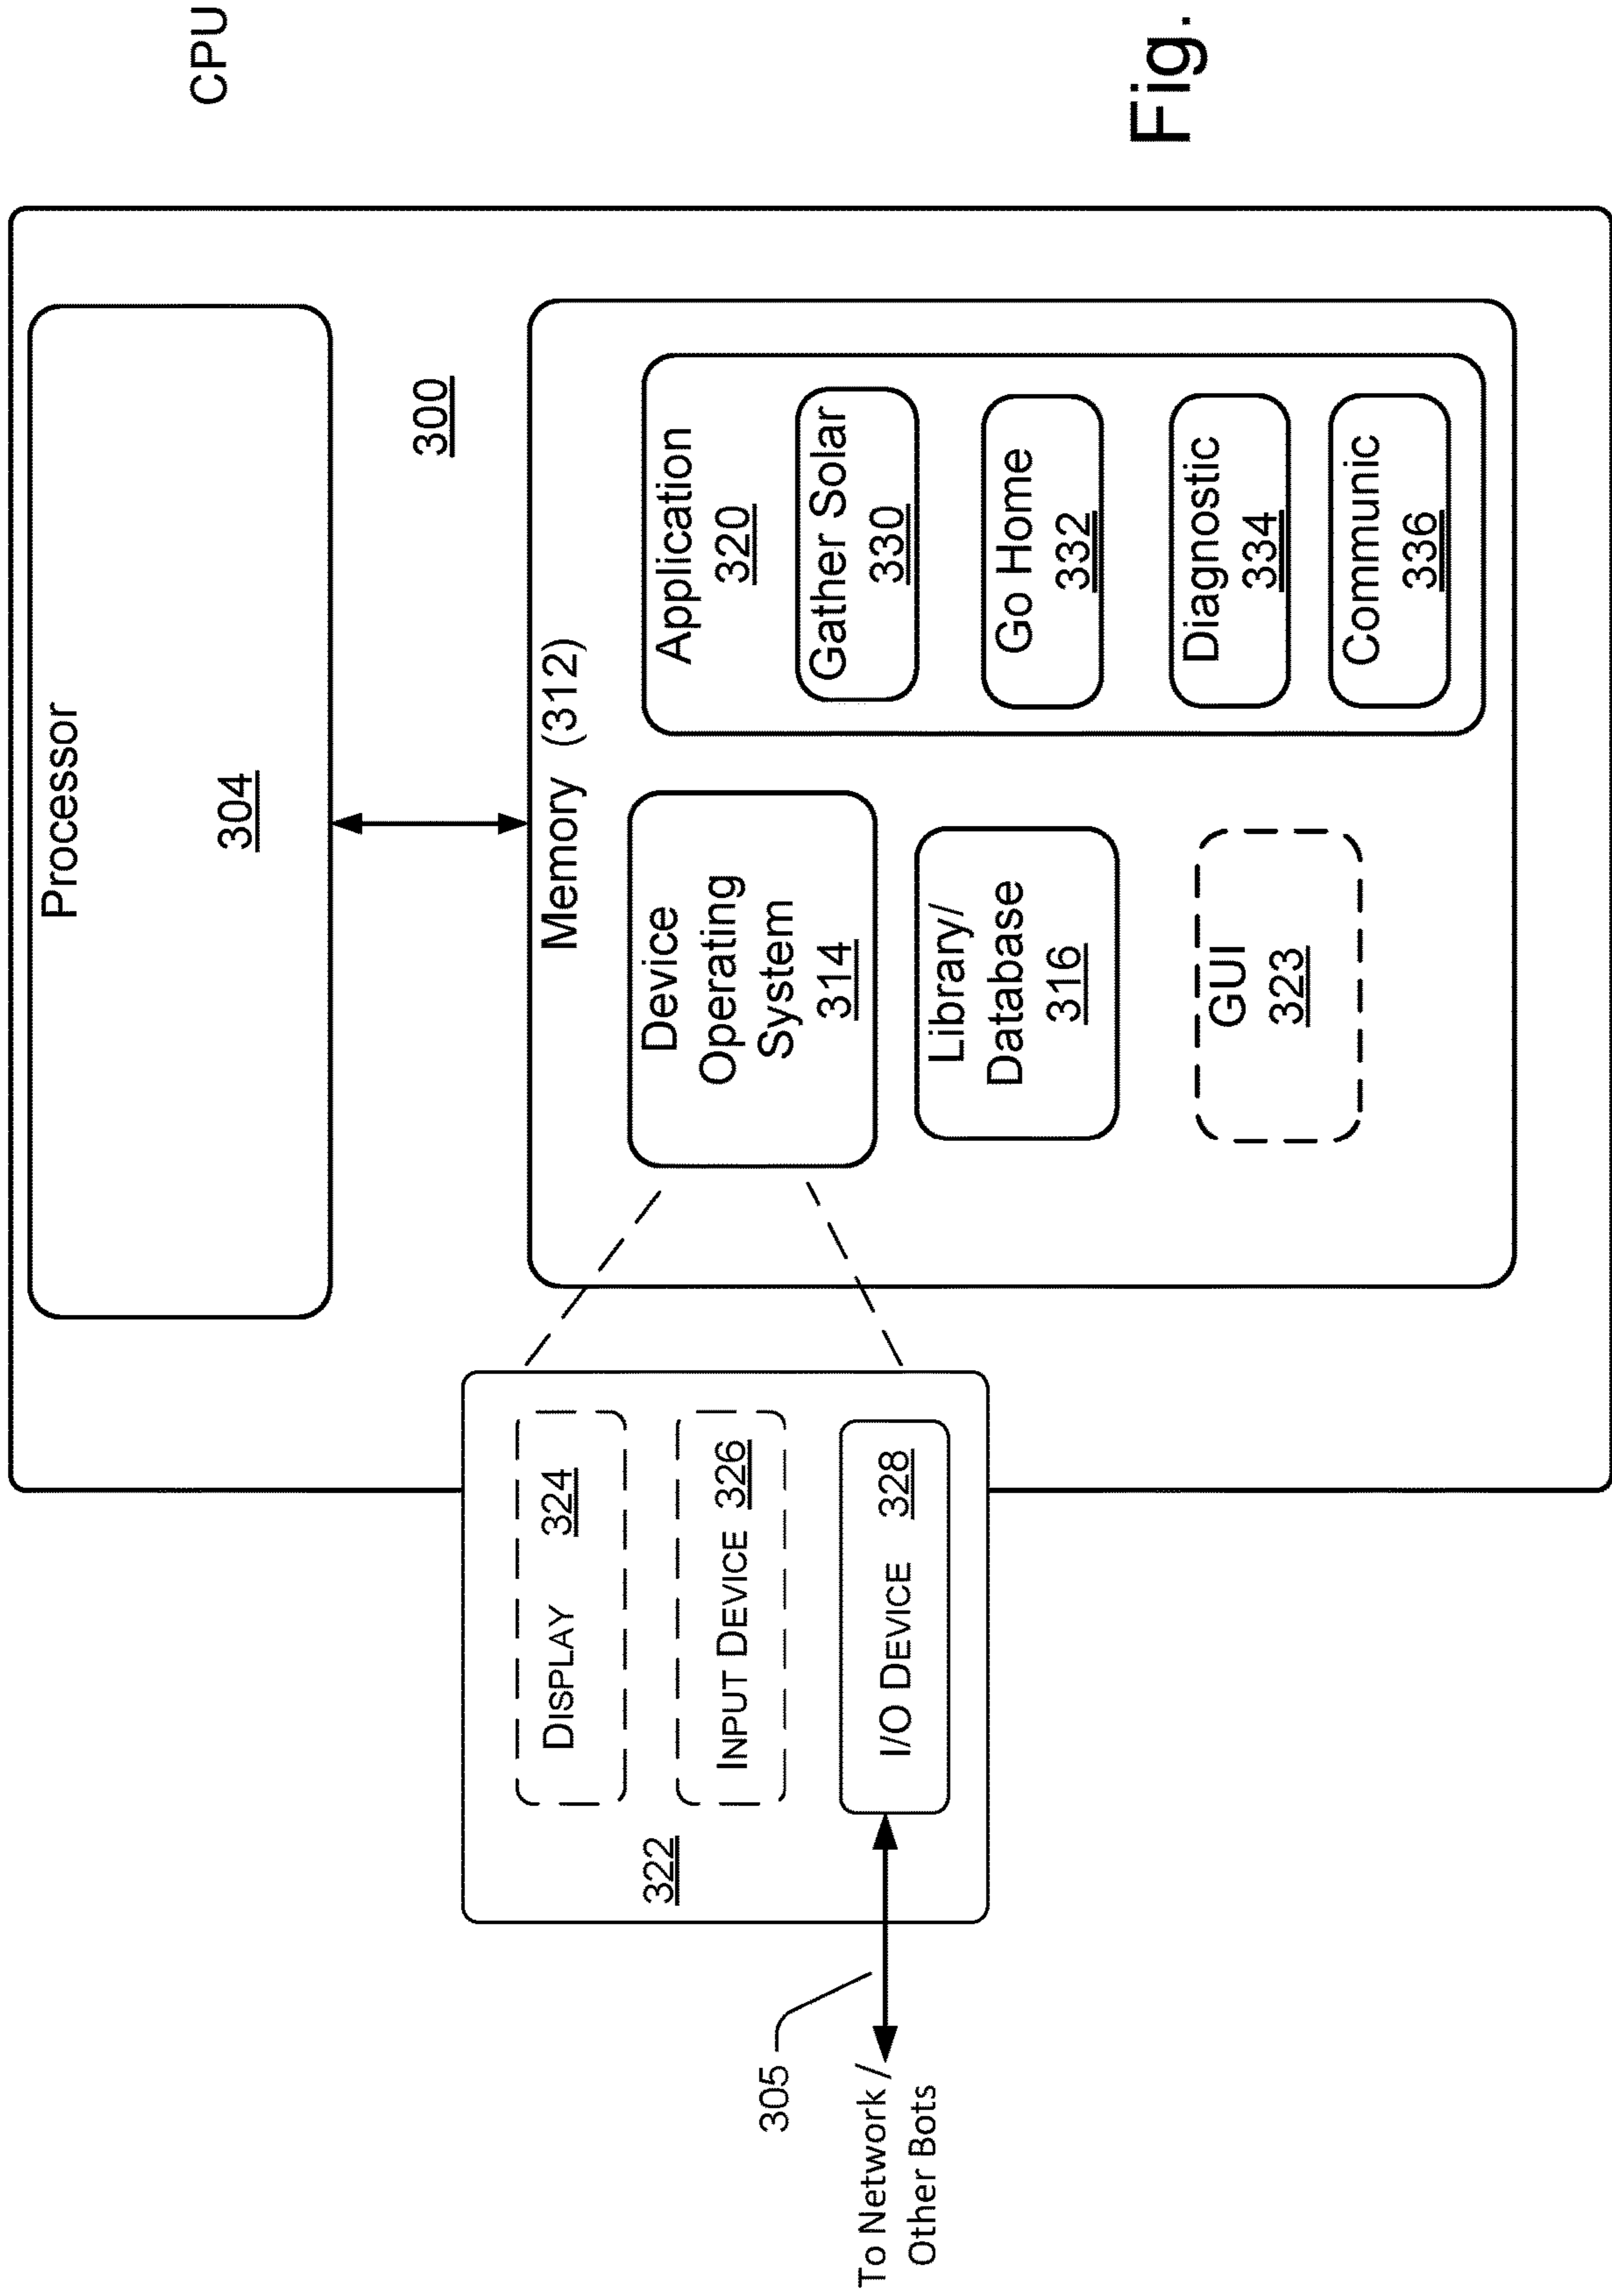 CPU
Processor
304
300
Memory (312)
Device
Operating
System
314
Library/
Database
316
GUI
323
Application
320
Gather Solar
330
Go Home
332
Diagnostic
334
Communic
336
DISPLAY 324
INPUT DEVICE 326
I/O DEVICE 328
322
305
To Network /
Other Bots
Fig.